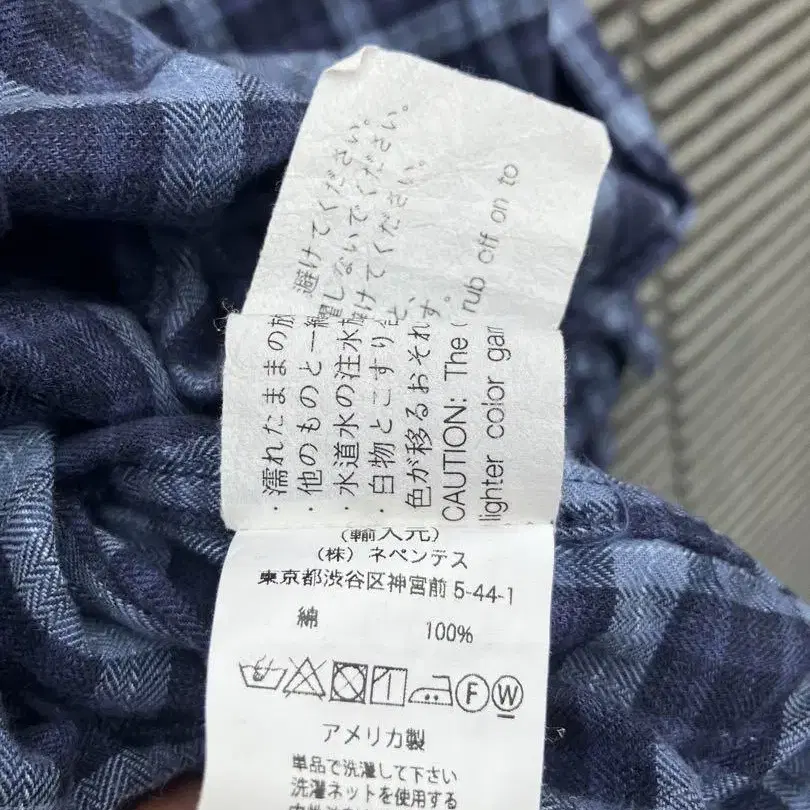 避けてください。
濯しないでください。
けてください。
す。
rub off on to
・濡れたままの放
・他のものと一緒
・水道水の注水
・白物とこすり
色が移るおそれ
CAUTION: The
lighter color gar
(輸入元)
(株) ネペンテス
東京都渋谷区神宮前 5-44-1
綿 100%
F W
アメリカ製
単品で洗濯して下さい
洗濯ネットを使用する